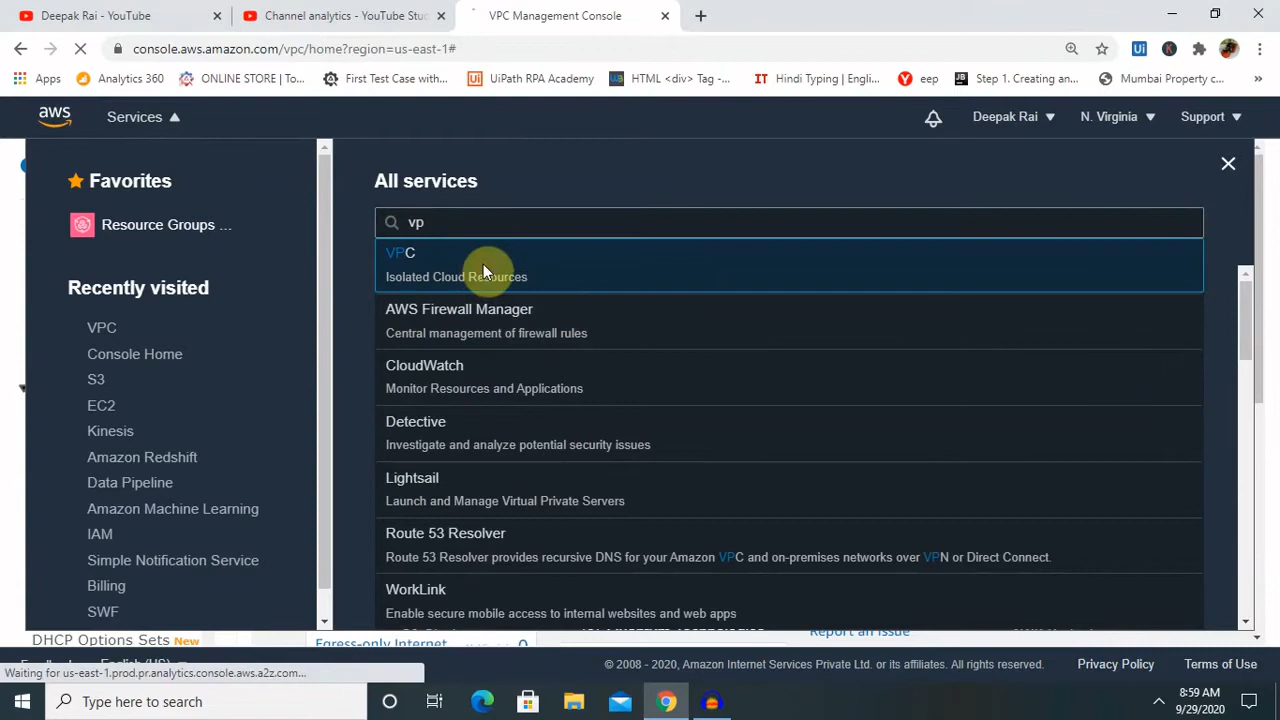 Deepak Rai - YouTube
Channel analytics - YouTube Stu
VPC Management Console
console.aws.amazon.com/vpc/home?region=us-east-1#
Apps
Analytics 360
ONLINE STORE | To...
First Test Case with...
UiPath RPA Academy
HTML <div> Tag -...
Hindi Typing | Engli...
eep
Step 1. Creating an...
Mumbai Property c...
aws
Services
Deepak Rai
N. Virginia
Support
Favorites
Resource Groups ...
Recently visited
VPC
Console Home
S3
EC2
Kinesis
Amazon Redshift
Data Pipeline
Amazon Machine Learning
IAM
Simple Notification Service
Billing
SWF
All services
vp
VPC
Isolated Cloud Resources
AWS Firewall Manager
Central management of firewall rules
CloudWatch
Monitor Resources and Applications
Detective
Investigate and analyze potential security issues
Lightsail
Launch and Manage Virtual Private Servers
Route 53 Resolver
Route 53 Resolver provides recursive DNS for your Amazon VPC and on-premises networks over VPN or Direct Connect.
WorkLink
Enable secure mobile access to internal websites and web apps
DHCP Options Sets New
Egress-only Internet 0
Report an Issue
Waiting for us-east-1.prod.pr.analytics.console.aws.a2z.com...
© 2008 - 2020, Amazon Internet Services Private Ltd. or its affiliates. All rights reserved.
Privacy Policy
Terms of Use
Type here to search
8:59 AM
9/29/2020